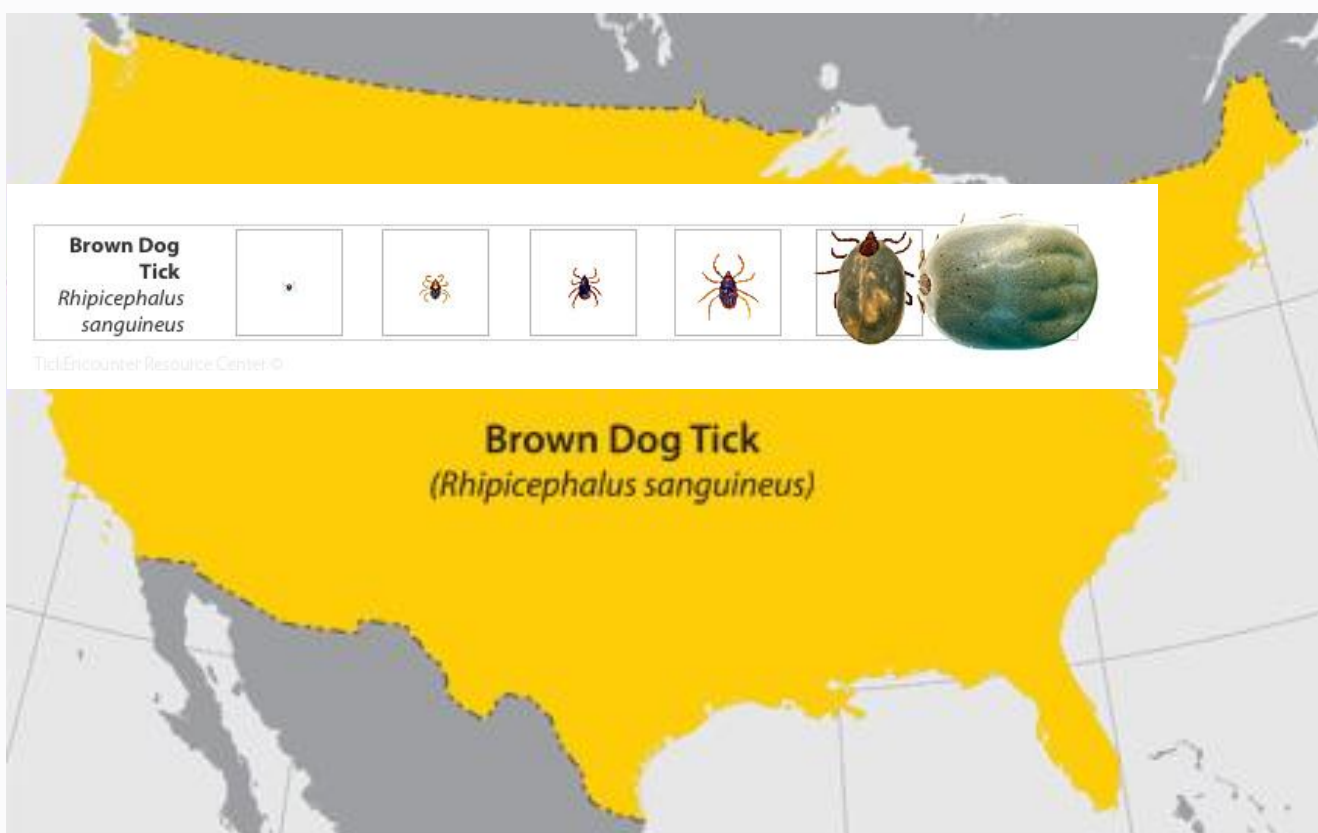 Brown Dog
Tick
Rhipicephalus
sanguineus
TickEncounter Resource Center ©
Brown Dog Tick
(Rhipicephalus sanguineus)